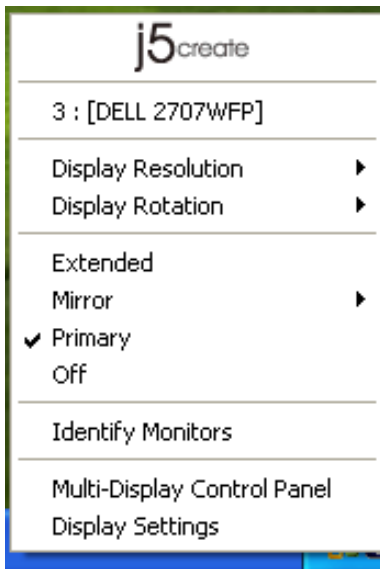 j5create
3 : [DELL 2707WFP]
Display Resolution
Display Rotation
Extended
Mirror
Primary
Off
Identify Monitors
Multi-Display Control Panel
Display Settings